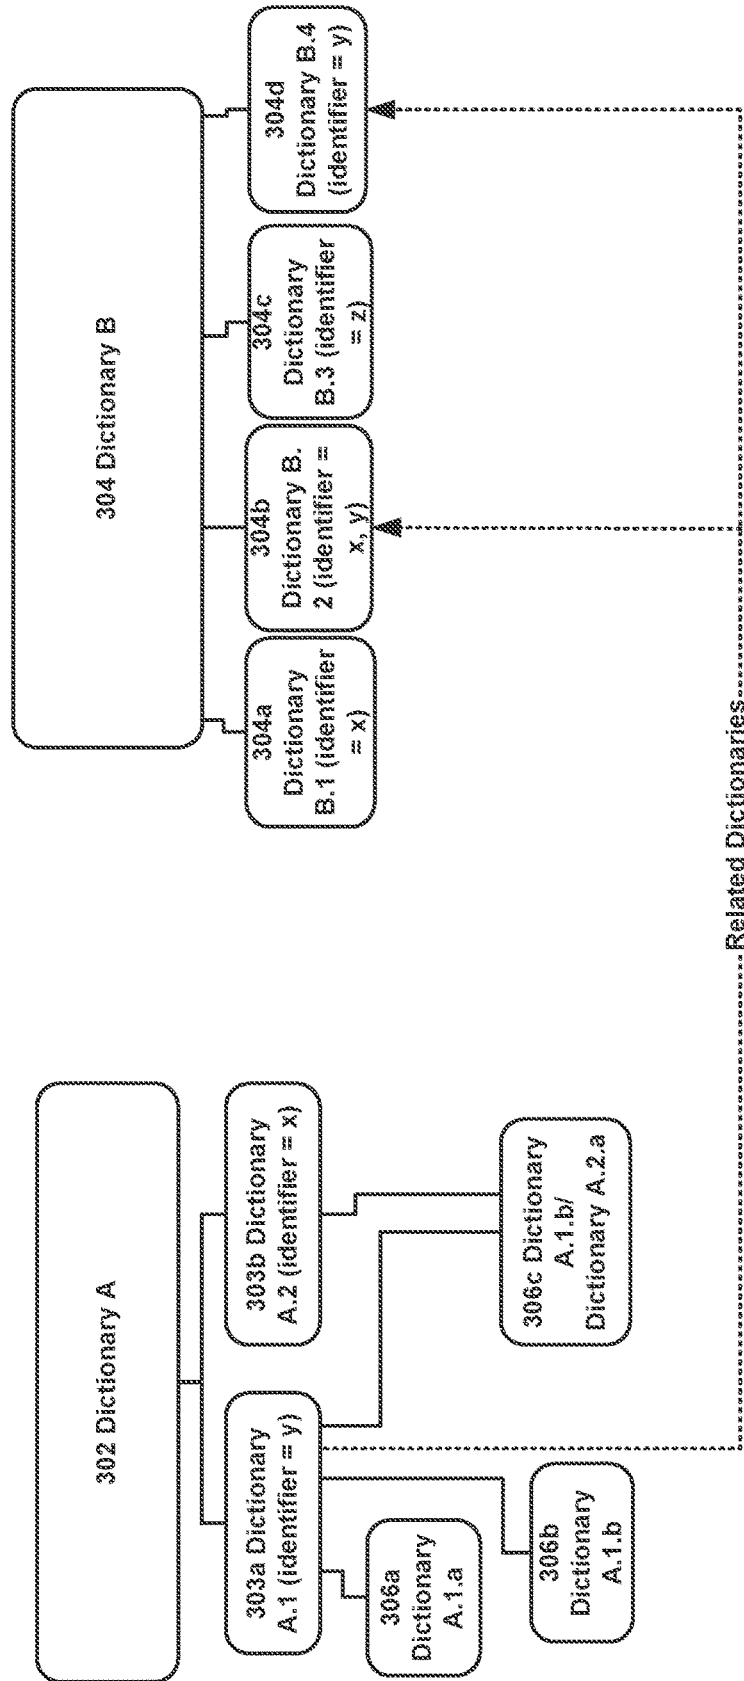 302 Dictionary A
303a Dictionary
A.1 (identifier = y)
303b Dictionary
A.2 (identifier = x)
306a
Dictionary
A.1.a
306b
Dictionary
A.1.b
306c Dictionary
A.1.b/
Dictionary A.2.a
304 Dictionary B
304a
Dictionary
B.1 (identifier
= x)
304b
Dictionary B.
2 (identifier =
x, y)
304c
Dictionary
B.3 (identifier
= z)
304d
Dictionary B.4
(identifier = y)
Related Dictionaries